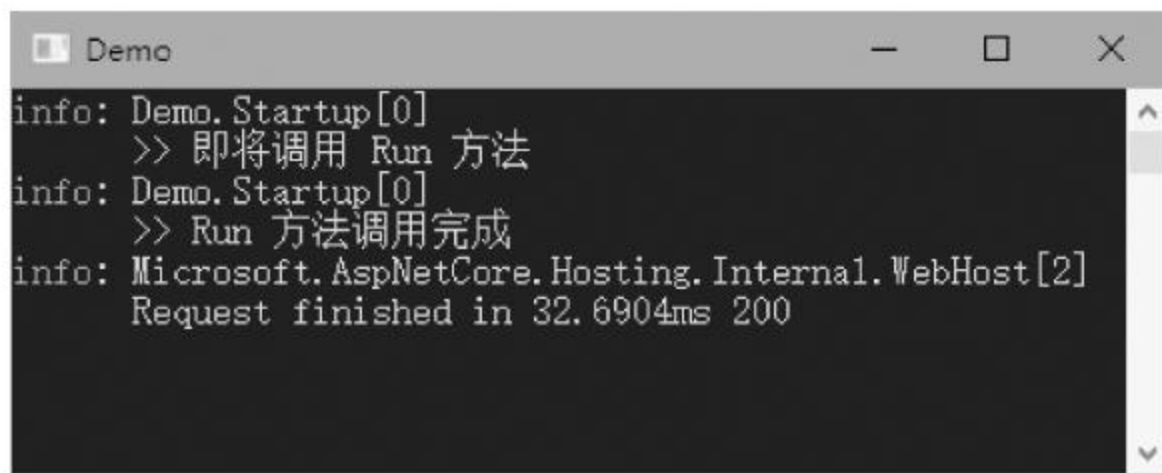 Demo
info: Demo.Startup[0]
>> 即将调用 Run 方法
info: Demo.Startup[0]
>> Run 方法调用完成
info: Microsoft.AspNetCore.Hosting.Internal.WebHost[2]
Request finished in 32.6904ms 200